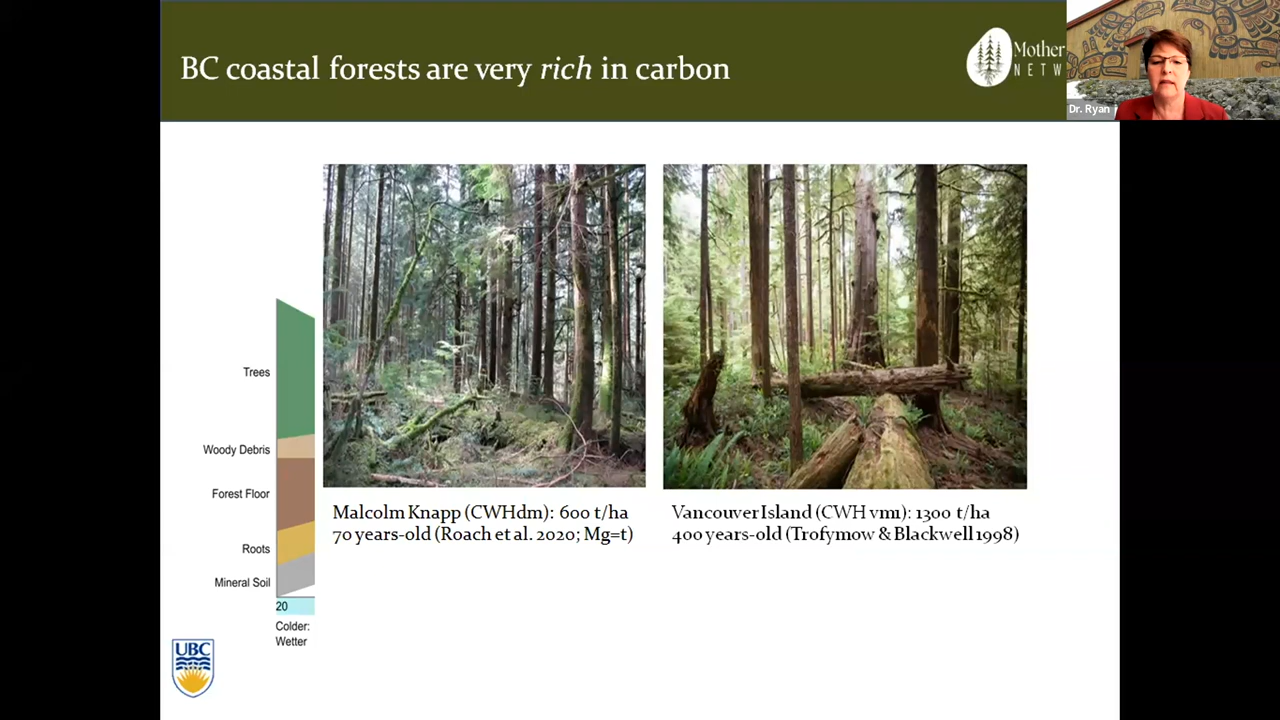 BC coastal forests are very rich in carbon
Mother
NETW
Dr. Ryan
Trees
Woody Debris
Forest Floor
Roots
Mineral Soil
20
Colder:
Wetter
Malcolm Knapp (CWHdm): 600 t/ha
70 years-old (Roach et al. 2020; Mg=t)
Vancouver Island (CWH vm1): 1300 t/ha
400 years-old (Trofymow & Blackwell 1998)
UBC